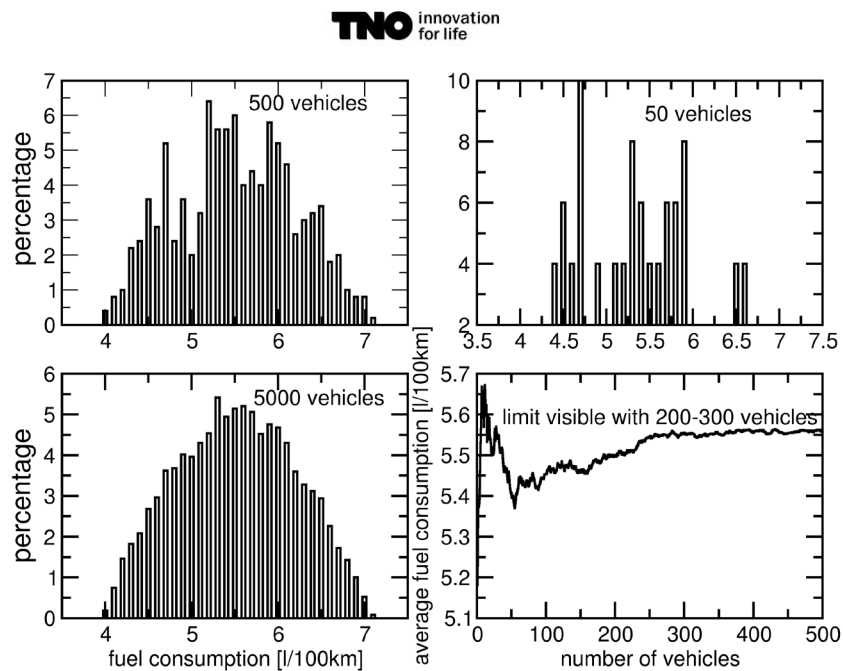 TNO innovation
for life
7
6
5
4
3
2
1
0
percentage
500 vehicles
4 5 6 7
10
8
6
4
2
50 vehicles
3.5 4 4.5 5 5.5 6 6.5 7 7.5
6
5
4
3
2
1
0
percentage
5000 vehicles
4 5 6 7
fuel consumption [l/100km]
average fuel consumption [l/100km]
5.7
5.6
5.5
5.4
5.3
5.2
5.1
limit visible with 200-300 vehicles
0 100 200 300 400 500
number of vehicles